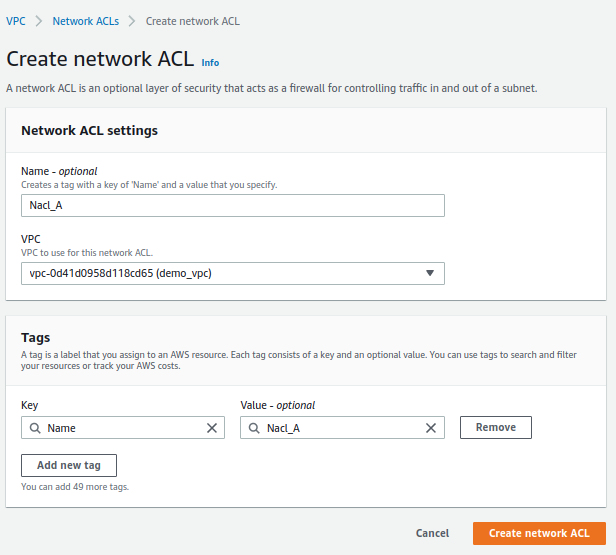 VPC > Network ACLs > Create network ACL
Create network ACL Info
A network ACL is an optional layer of security that acts as a firewall for controlling traffic in and out of a subnet.
Network ACL settings
Name - optional
Creates a tag with a key of 'Name' and a value that you specify.
Nacl_A
VPC
VPC to use for this network ACL.
vpc-0d41d0958d118cd65 (demo_vpc)
Tags
A tag is a label that you assign to an AWS resource. Each tag consists of a key and an optional value. You can use tags to search and filter
your resources or track your AWS costs.
Key Value - optional
Name Nacl_A Remove
Add new tag
You can add 49 more tags.
Cancel Create network ACL